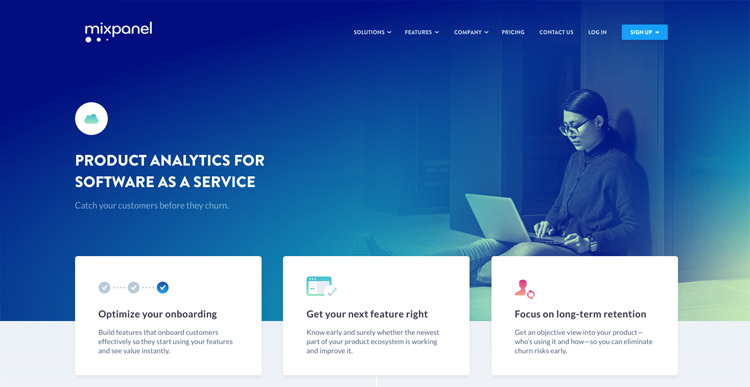 mixpanel
SOLUTIONS
FEATURES
COMPANY
PRICING
CONTACT US
LOG IN
SIGN UP
PRODUCT ANALYTICS FOR
SOFTWARE AS A SERVICE
Catch your customers before they churn.
Optimize your onboarding
Build features that onboard customers
effectively so they start using your features
and see value instantly.
Get your next feature right
Know early and surely whether the newest
part of your product ecosystem is working
and improve it.
Focus on long-term retention
Get an objective view into your product—
who's using it and how—so you can eliminate
churn risks early.